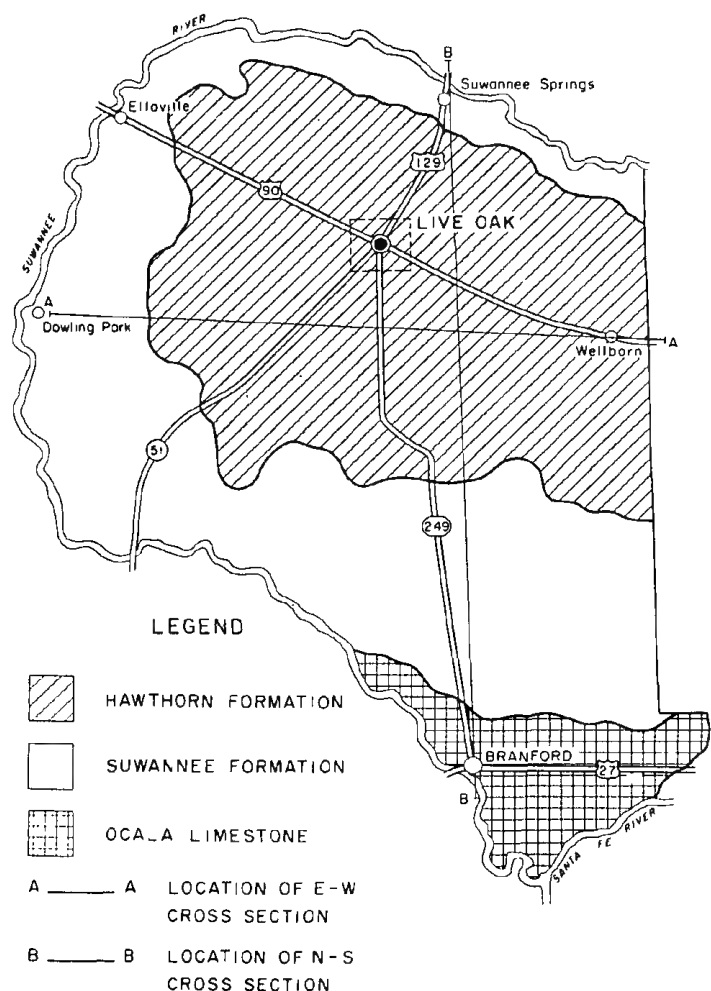 RIVER
B
Suwannee Springs
Ellaville
129
90
LIVE OAK
SUWANNEE
A
Dowling Park
Wellborn
A
51
249
LEGEND
HAWTHORN FORMATION
SUWANNEE FORMATION
BRANFORD
27
B
OCALA LIMESTONE
SANTA FE RIVER
A A LOCATION OF E-W
CROSS SECTION
B B LOCATION OF N-S
CROSS SECTION